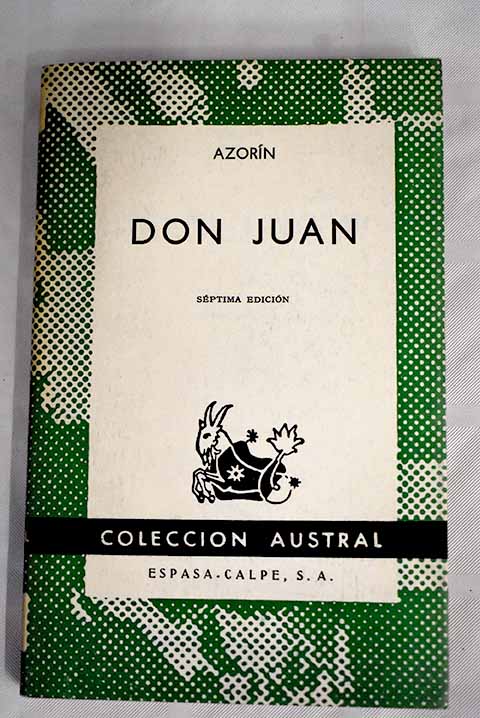 AZORÍN
DON JUAN
SÉPTIMA EDICIÓN
COLECCION AUSTRAL
ESPASA-CALPE, S. A.